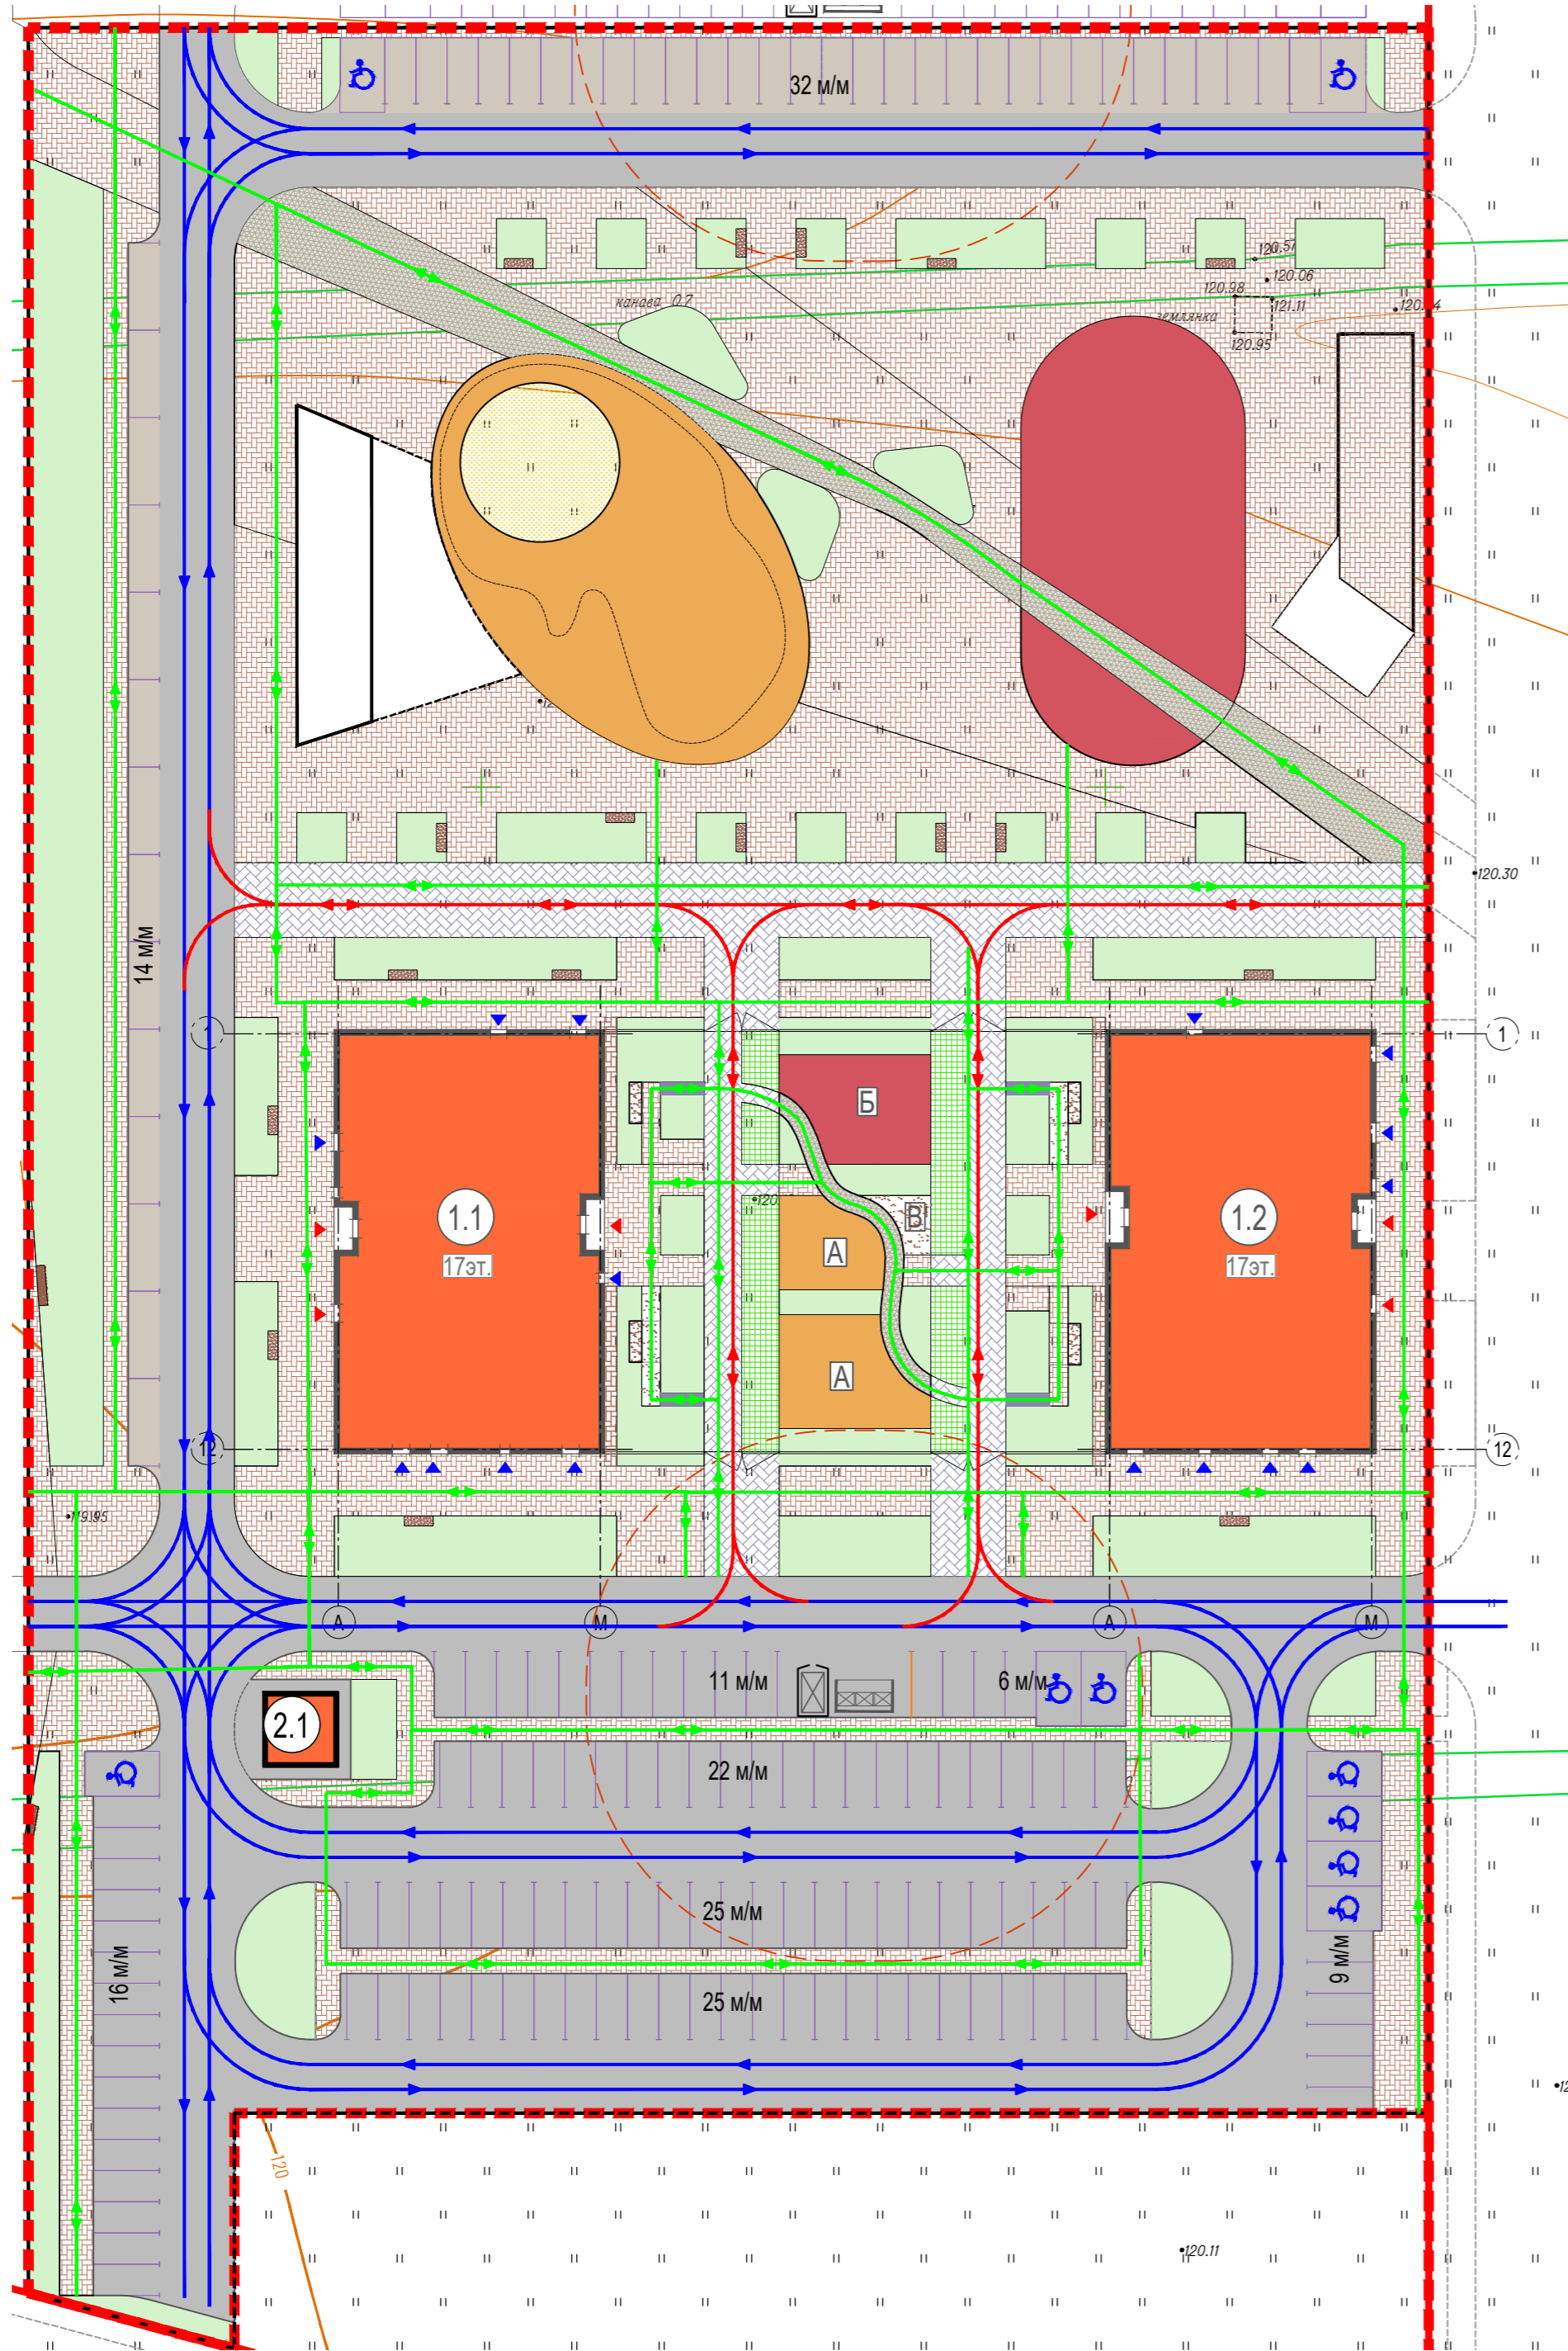 32 м/м
120.57
120.06
120.98
121.11
канава 0.7
землянка
120.95
120.30
14 м/м
1
1
Б
1.1
17эт.
В
А
1.2
17эт.
А
12
12
119.95
А
М
А
М
11 м/м
6 м/м
2.1
22 м/м
25 м/м
16 м/м
9 м/м
25 м/м
120
120.11